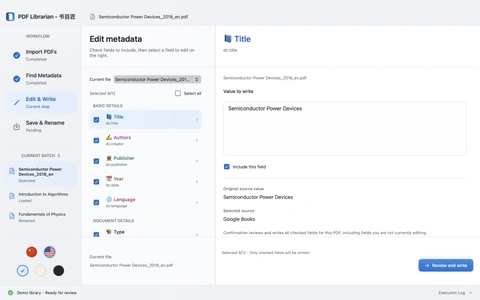 PDF Librarian - 书目匠
WORKFLOW
Import PDFs
Completed
Find Metadata
Completed
Edit & Write
Current step
Save & Rename
Pending
CURRENT BATCH 3
Semiconductor Power Devices_2018_en
Searched
Introduction to Algorithms
Loaded
Fundamentals of Physics
Renamed
Semiconductor Power Devices_2018_en.pdf
Edit metadata
Check fields to include, then select a field to edit on the right.
Current file
Semiconductor Power Devices_201...
Selected 9/13
Select all
BASIC DETAILS
Title
dc:title
Authors
dc:creator
Publisher
dc:publisher
Year
dc:date
Language
dc:language
DOCUMENT DETAILS
Type
Current file
Semiconductor Power Devices_2018_en.pdf
Title
dc:title
Semiconductor Power Devices_2018_en.pdf
Value to write
Semiconductor Power Devices
Include this field
Original source value
Semiconductor Power Devices
Selected source
Google Books
Confirmation reviews and writes all checked fields for this PDF, including fields you are not currently editing.
Selected 9/13 · Only checked fields will be written.
Review and write
Demo library · Ready for review
Execution Log